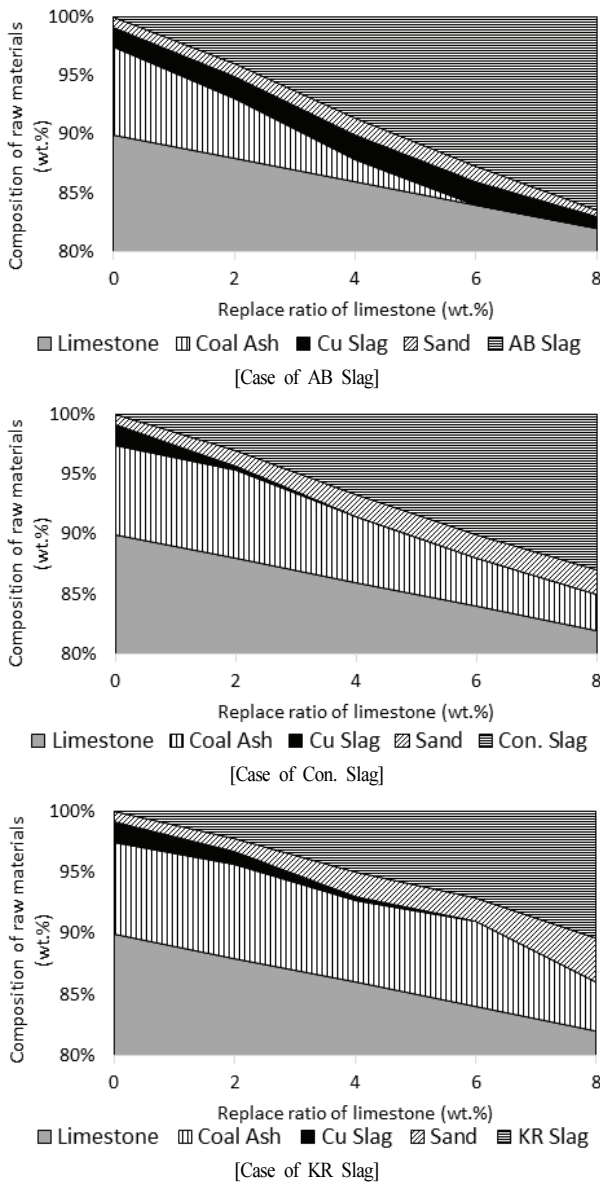 Composition of raw materials
(wt.%)
100%
95%
90%
85%
80%
0 2 4 6 8
Replace ratio of limestone (wt.%)
Limestone Coal Ash Cu Slag Sand AB Slag
[Case of AB Slag]
Composition of raw materials
(wt.%)
100%
95%
90%
85%
80%
0 2 4 6 8
Replace ratio of limestone (wt.%)
Limestone Coal Ash Cu Slag Sand Con. Slag
[Case of Con. Slag]
Composition of raw materials
(wt.%)
100%
95%
90%
85%
80%
0 2 4 6 8
Replace ratio of limestone (wt.%)
Limestone Coal Ash Cu Slag Sand KR Slag
[Case of KR Slag]